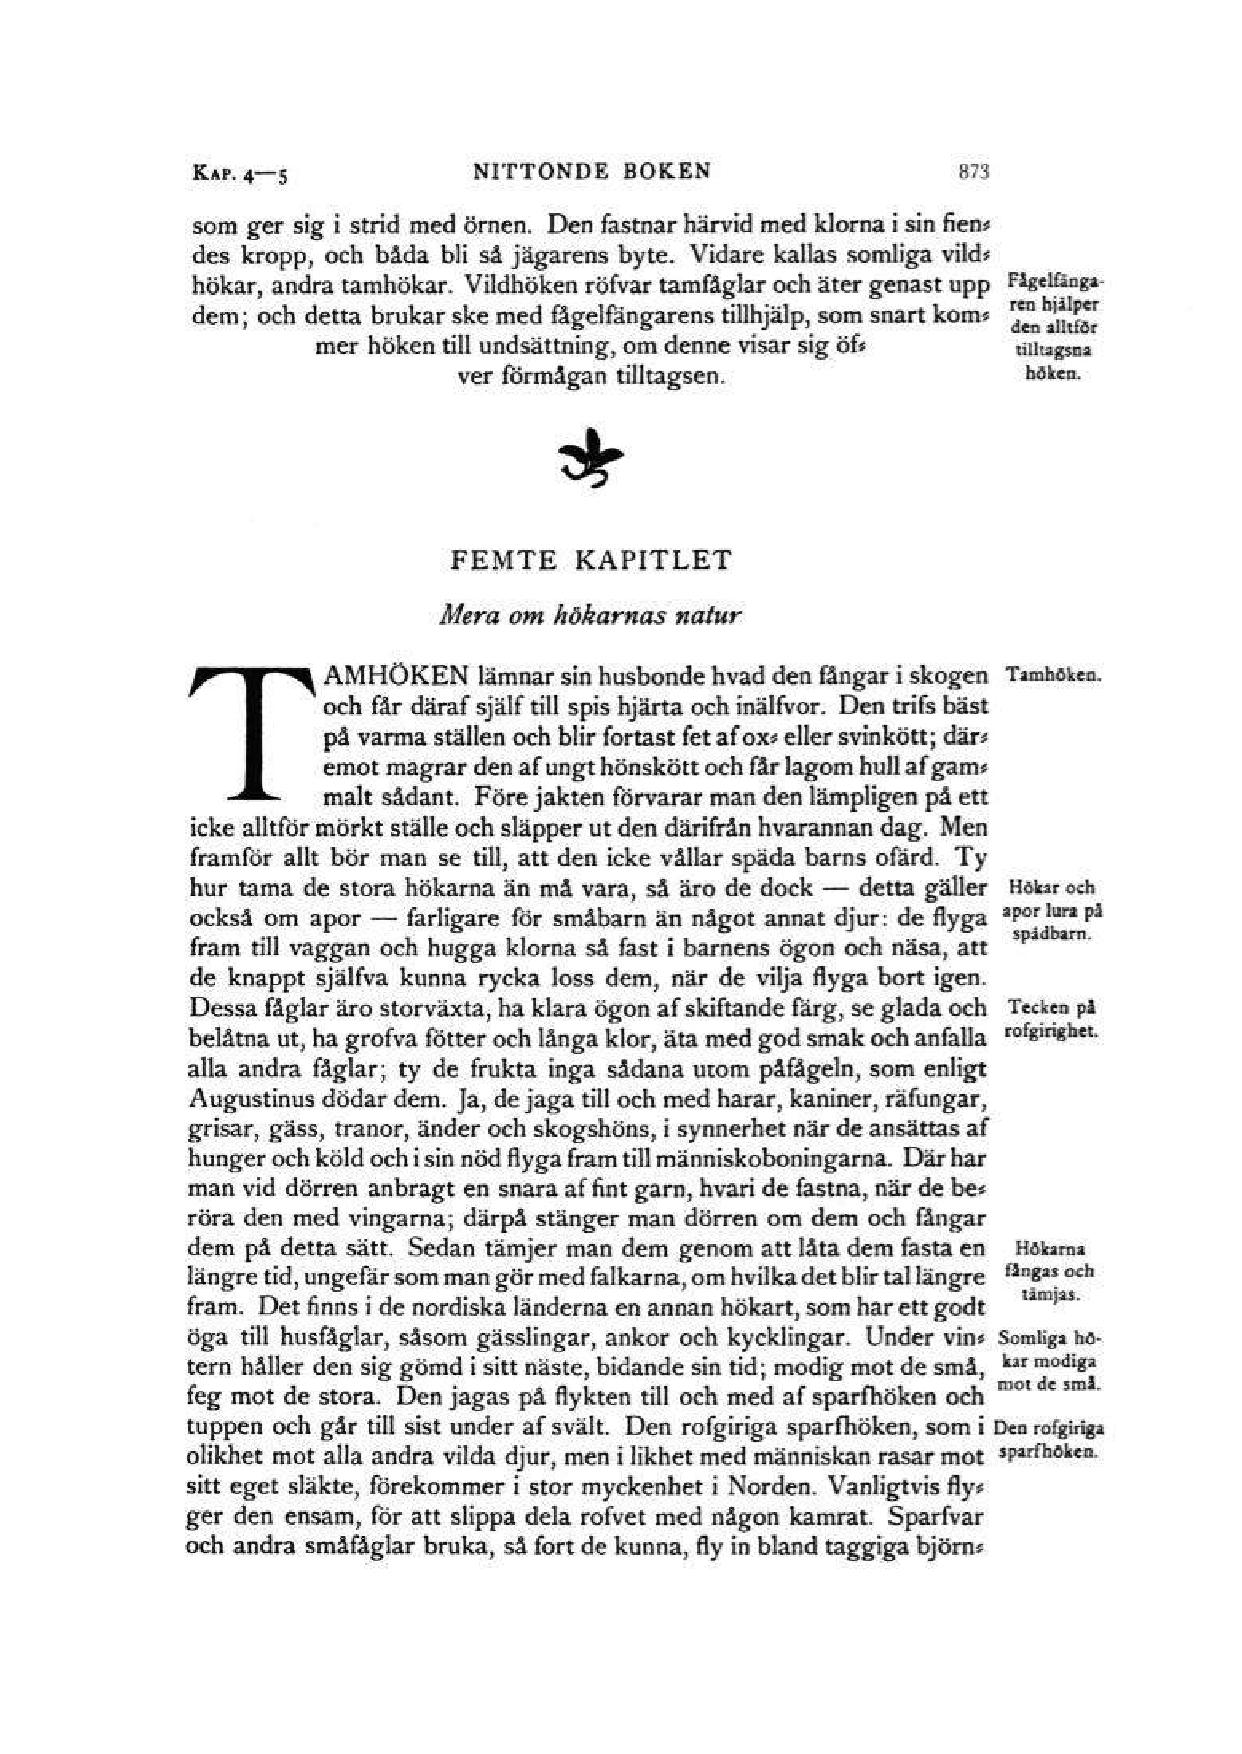 KAP. 4—5 NITTONDE BOKEN 873
som ger sig i strid med örnen. Den fastnar härvid med klorna i sin fien⸗
des kropp, och båda bli så jägarens byte. Vidare kallas somliga vild⸗
hökar, andra tamhökar. Vildhöken röfvar tamfåglar och äter genast upp
dem; och detta brukar ske med fågelfängarens tillhjälp, som snart kom⸗
mer höken till undsättning, om denne visar sig öf⸗
ver förmågan tilltagsen.
Fågelfånga-
ren hjälper
den alltför
tilltagsna
höken.
FEMTE KAPITLET
Mera om hökarnas natur
TAMHÖKEN lämnar sin husbonde hvad den fångar i skogen
och får däraf själf till spis hjärta och inälfvor. Den trifs bäst
på varma ställen och blir fortast fet af ox⸗ eller svinkött; där⸗
emot magrar den af ungt hönskött och får lagom hull af gam⸗
malt sådant. Före jakten förvarar man den lämpligen på ett
icke alltför mörkt ställe och släpper ut den därifrån hvarannan dag. Men
framför allt bör man se till, att den icke vållar späda barns ofärd. Ty
hur tama de stora hökarna än må vara, så äro de dock — detta gäller
också om apor — farligare för småbarn än något annat djur: de flyga
fram till vaggan och hugga klorna så fast i barnens ögon och näsa, att
de knappt själfva kunna rycka loss dem, när de vilja flyga bort igen.
Dessa fåglar äro storväxta, ha klara ögon af skiftande färg, se glada och
belåtna ut, ha grofva fötter och långa klor, äta med god smak och anfalla
alla andra fåglar; ty de frukta inga sådana utom påfågeln, som enligt
Augustinus dödar dem. Ja, de jaga till och med harar, kaniner, räfungar,
grisar, gäss, tranor, änder och skogshöns, i synnerhet när de ansättas af
hunger och köld och i sin nöd flyga fram till människoboningarna. Där har
man vid dörren anbragt en snara af fint garn, hvari de fastna, när de be⸗
röra den med vingarna; därpå stänger man dörren om dem och fångar
dem på detta sätt. Sedan tämjer man dem genom att låta dem fasta en
längre tid, ungefär som man gör med falkarna, om hvilka det blir tal längre
fram. Det finns i de nordiska länderna en annan hökart, som har ett godt
öga till husfåglar, såsom gässlingar, ankor och kycklingar. Under vin⸗
tern håller den sig gömd i sitt näste, bidande sin tid; modig mot de små,
feg mot de stora. Den jagas på flykten till och med af sparfhöken och
tuppen och går till sist under af svält. Den rofgiriga sparfhöken, som i
olikhet mot alla andra vilda djur, men i likhet med människan rasar mot
sitt eget släkte, förekommer i stor myckenhet i Norden. Vanligtvis fly⸗
ger den ensam, för att slippa dela rofvet med någon kamrat. Sparfvar
och andra småfåglar bruka, så fort de kunna, fly in bland taggiga björn⸗
Tamhöken.
Hökar och
apor lura på
spädbarn.
Tecken på
rofgirighet.
Hökarna
fångas och
tämjas.
Somliga hö-
kar modiga
mot de små.
Den rofgiriga
sparfhöken.